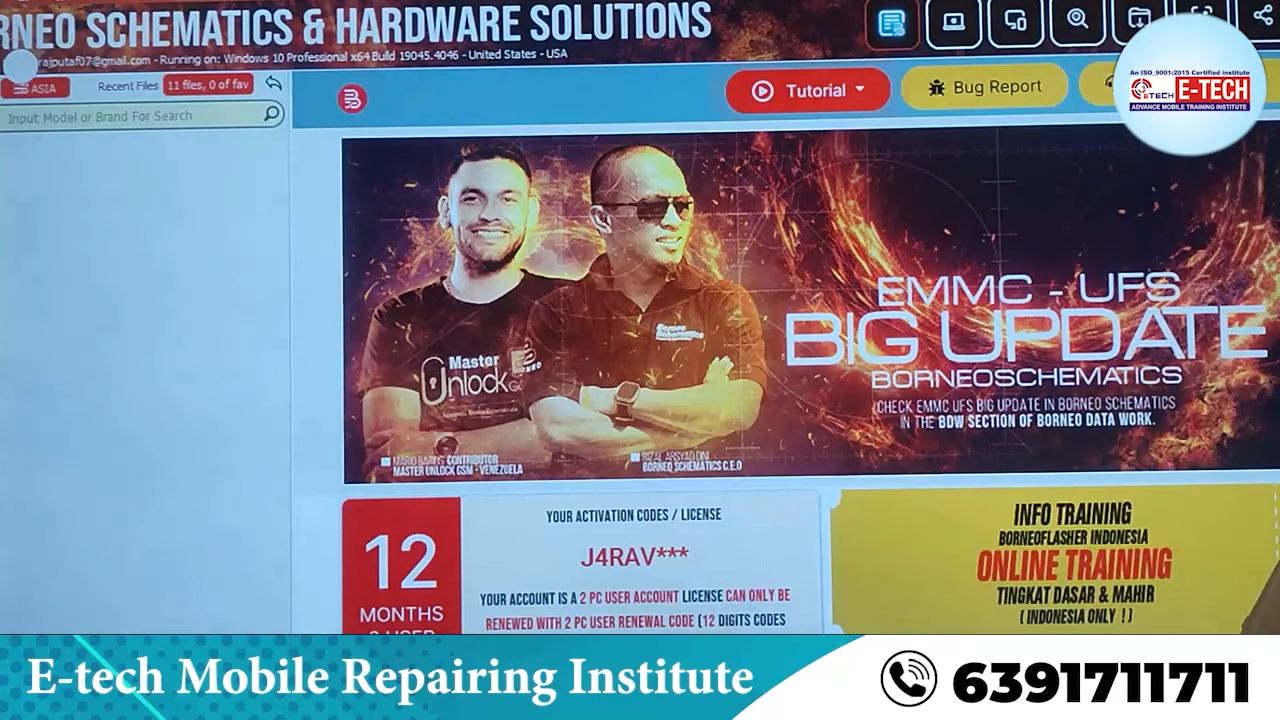 RNEO SCHEMATICS & HARDWARE SOLUTIONS
rajputaf07@gmail.com - Running on: Windows 10 Professional x64 Build 19045.4046 - United States - USA
ASIA
Recent Files
11 files, 0 of fav
Input Model or Brand For Search
Tutorial
Bug Report
An ISO_9001:2015 Certified institute
ETECH E-TECH
ADVANCE MOBILE TRAINING INSTITUTE
Master
Unlock
EMMC - UFS
BIG UPDATE
BORNEOSCHEMATICS
CHECK EMMC UFS BIG UPDATE IN BORNEO SCHEMATICS
IN THE BDW SECTION OF BORNEO DATA WORK.
CONTRIBUTOR
MASTER UNLOCK GSM - VENEZUELA
RIZAL ARSYAD DINI
BORNEO SCHEMATICS C.E.O
12
MONTHS
YOUR ACTIVATION CODES / LICENSE
J4RAV***
YOUR ACCOUNT IS A 2 PC USER ACCOUNT LICENSE CAN ONLY BE
RENEWED WITH 2 PC USER RENEWAL CODE (12 DIGITS CODES
INFO TRAINING
BORNEOFLASHER INDONESIA
ONLINE TRAINING
TINGKAT DASAR & MAHIR
( INDONESIA ONLY ! )
E-tech Mobile Repairing Institute
6391711711